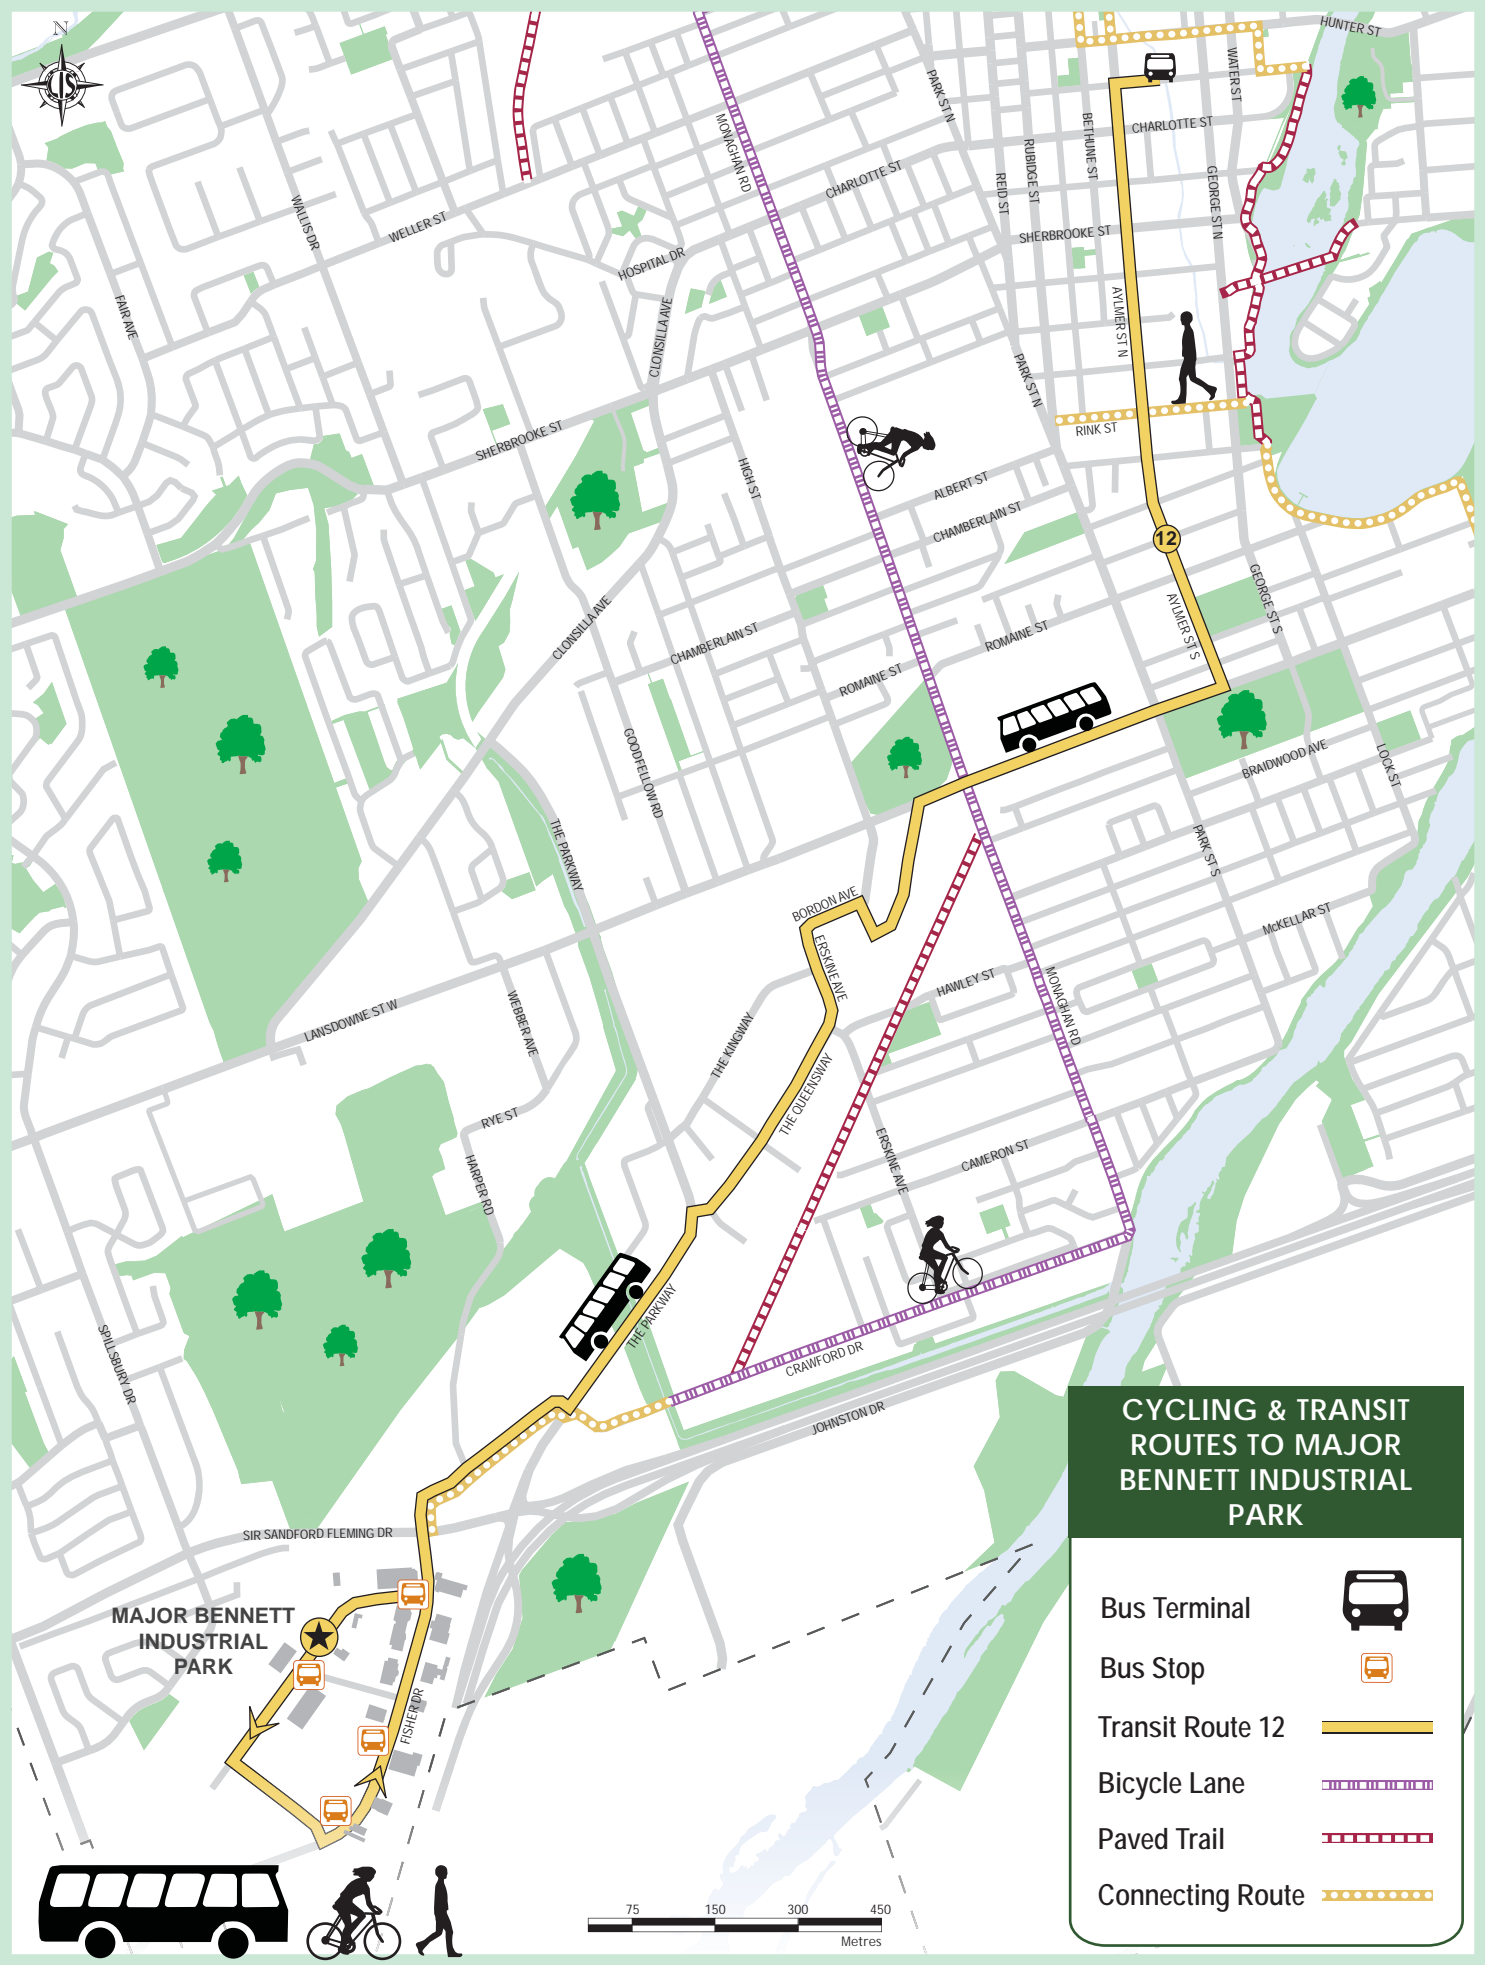 N
CIS
HUNTER ST
WATER ST
PARK ST N
MONAGHAN RD
BETHUNE ST
CHARLOTTE ST
CHARLOTTE ST
RUBIDGE ST
REID ST
GEORGE ST N
WALLIS DR
WELLER ST
SHERBROOKE ST
HOSPITAL DR
FAIR AVE
CLONSILLA AVE
AYLMER ST N
PARK ST N
RINK ST
SHERBROOKE ST
HIGH ST
ALBERT ST
CHAMBERLAIN ST
12
GEORGE ST S
AYLMER ST S
CLONSILLA AVE
CHAMBERLAIN ST
ROMAINE ST
ROMAINE ST
GOODFELLOW RD
BRAIDWOOD AVE
LOCK ST
THE PARKWAY
PARK ST S
BORDON AVE
McKELLAR ST
ERSKINE AVE
HAWLEY ST
MONAGHAN RD
LANSDOWNE ST W
WEBBER AVE
THE KINGWAY
THE QUEENSWAY
RYE ST
HARPER RD
ERSKINE AVE
CAMERON ST
THE PARKWAY
SPILLSBURY DR
CRAWFORD DR
JOHNSTON DR
SIR SANDFORD FLEMING DR
MAJOR BENNETT
INDUSTRIAL
PARK
FISHER DR
CYCLING & TRANSIT
ROUTES TO MAJOR
BENNETT INDUSTRIAL
PARK
Bus Terminal
Bus Stop
Transit Route 12
Bicycle Lane
Paved Trail
Connecting Route
75 150 300 450
Metres